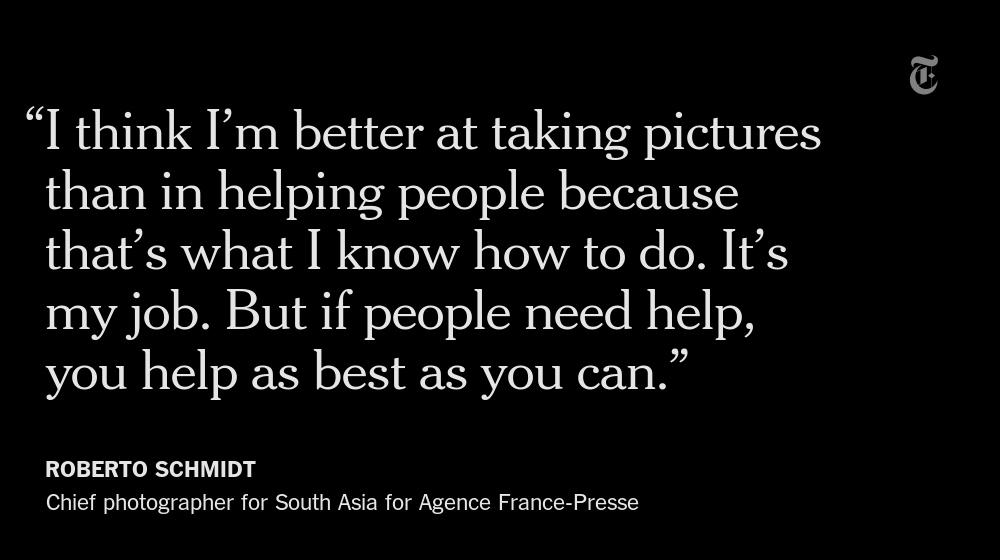 “I think I’m better at taking pictures
than in helping people because
that’s what I know how to do. It’s
my job. But if people need help,
you help as best as you can.”
ROBERTO SCHMIDT
Chief photographer for South Asia for Agence France-Presse